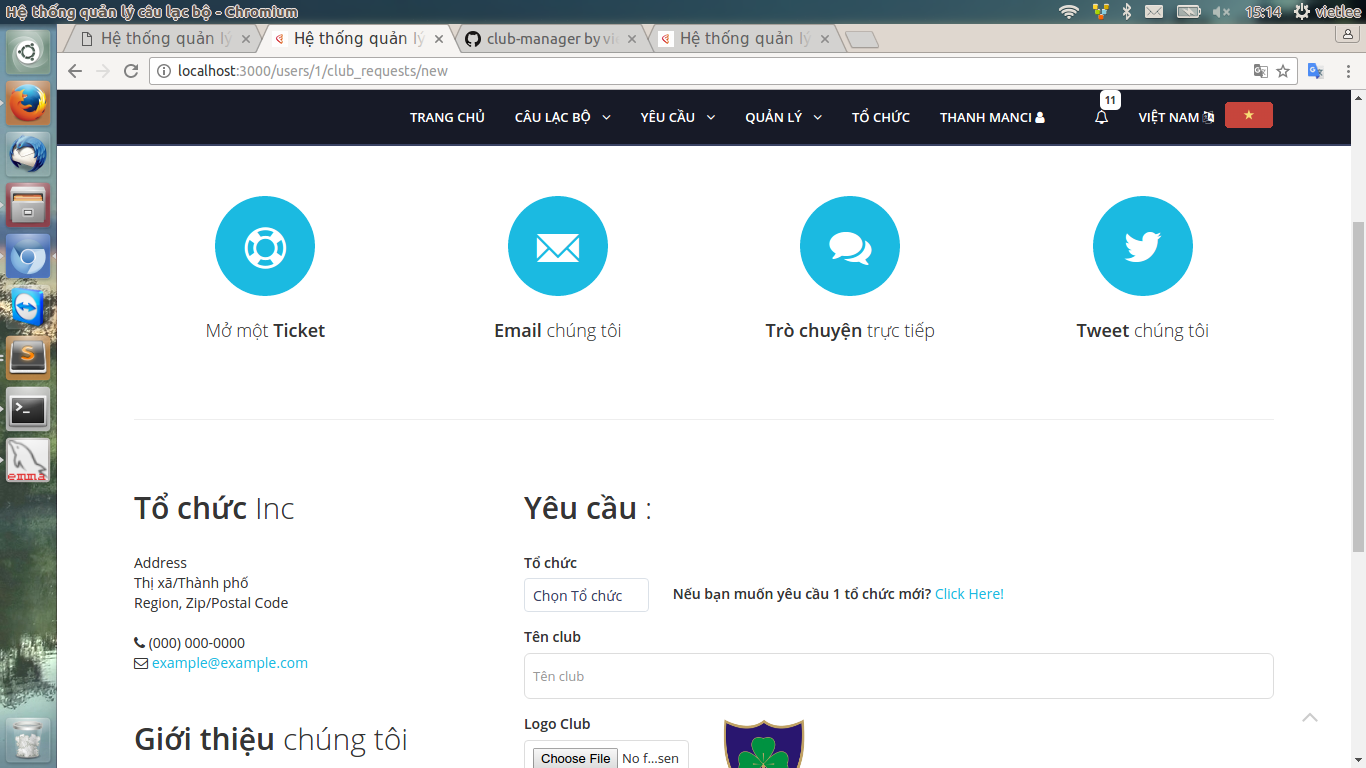 Hệ thống quản lý câu lạc bộ - Chromium
15:14
vietlee
Hệ thống quản lý
Hệ thống quản lý
club-manager by vie
Hệ thống quản lý
localhost:3000/users/1/club_requests/new
TRANG CHỦ CÂU LẠC BỘ YÊU CẦU QUẢN LÝ TỔ CHỨC THANH MANCI 11 VIỆT NAM
Mở một Ticket
Email chúng tôi
Trò chuyện trực tiếp
Tweet chúng tôi
Tổ chức Inc
Address
Thị xã/Thành phố
Region, Zip/Postal Code
(000) 000-0000
example@example.com
Giới thiệu chúng tôi
Yêu cầu :
Tổ chức
Chọn Tổ chức Nếu bạn muốn yêu cầu 1 tổ chức mới? Click Here!
Tên club
Tên club
Logo Club
Choose File No f...sen
emma